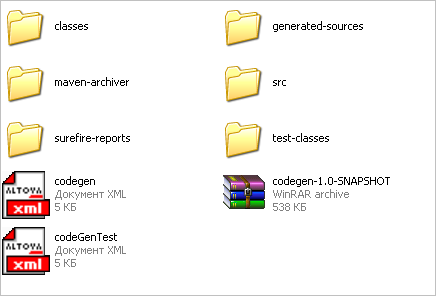 classes
generated-sources
maven-archiver
src
surefire-reports
test-classes
ALTOVA
xml
codegen
Документ XML
5 КБ
codegen-1.0-SNAPSHOT
WinRAR archive
538 КБ
ALTOVA
xml
codeGenTest
Документ XML
5 КБ